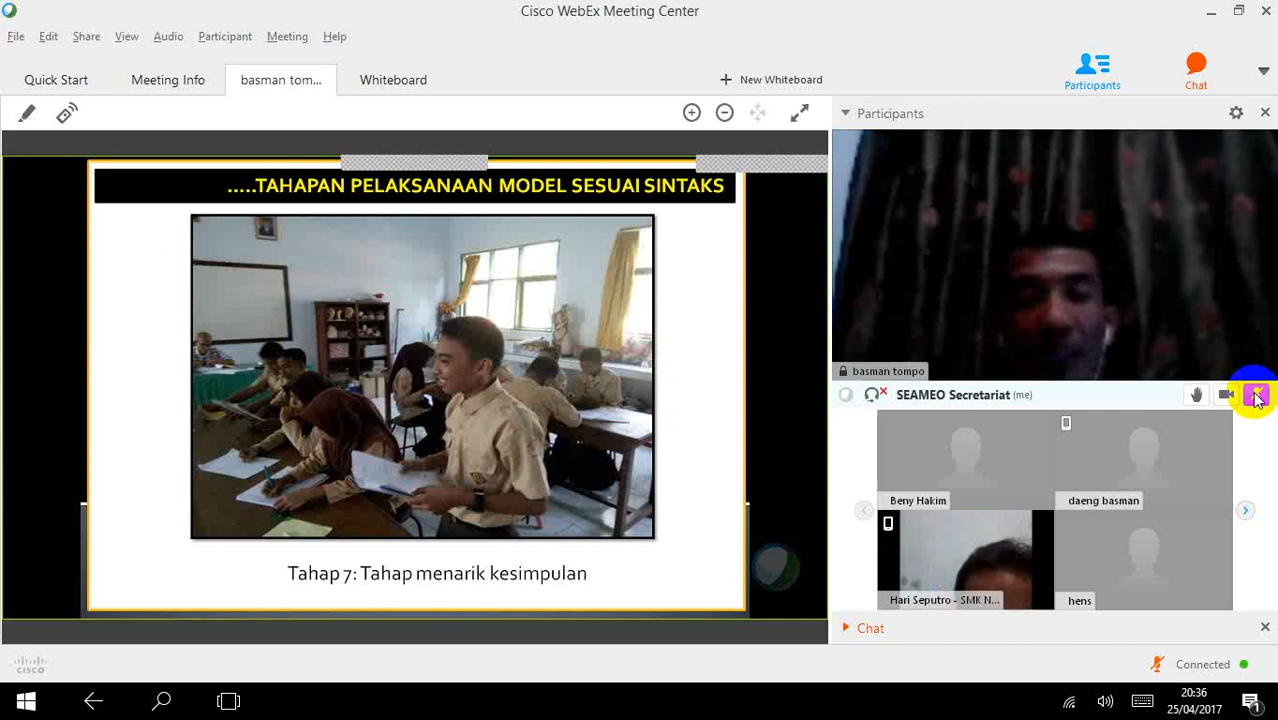 Cisco WebEx Meeting Center
File Edit Share View Audio Participant Meeting Help
Quick Start Meeting Info basman tom... Whiteboard New Whiteboard
Participants Chat
Participants
.....TAHAPAN PELAKSANAAN MODEL SESUAI SINTAKS
Tahap 7: Tahap menarik kesimpulan
basman tompo
SEAMEO Secretariat (me)
Beny Hakim
daeng basman
Hari Seputro - SMK N...
hens
Chat
cisco
Connected
20:36
25/04/2017
1